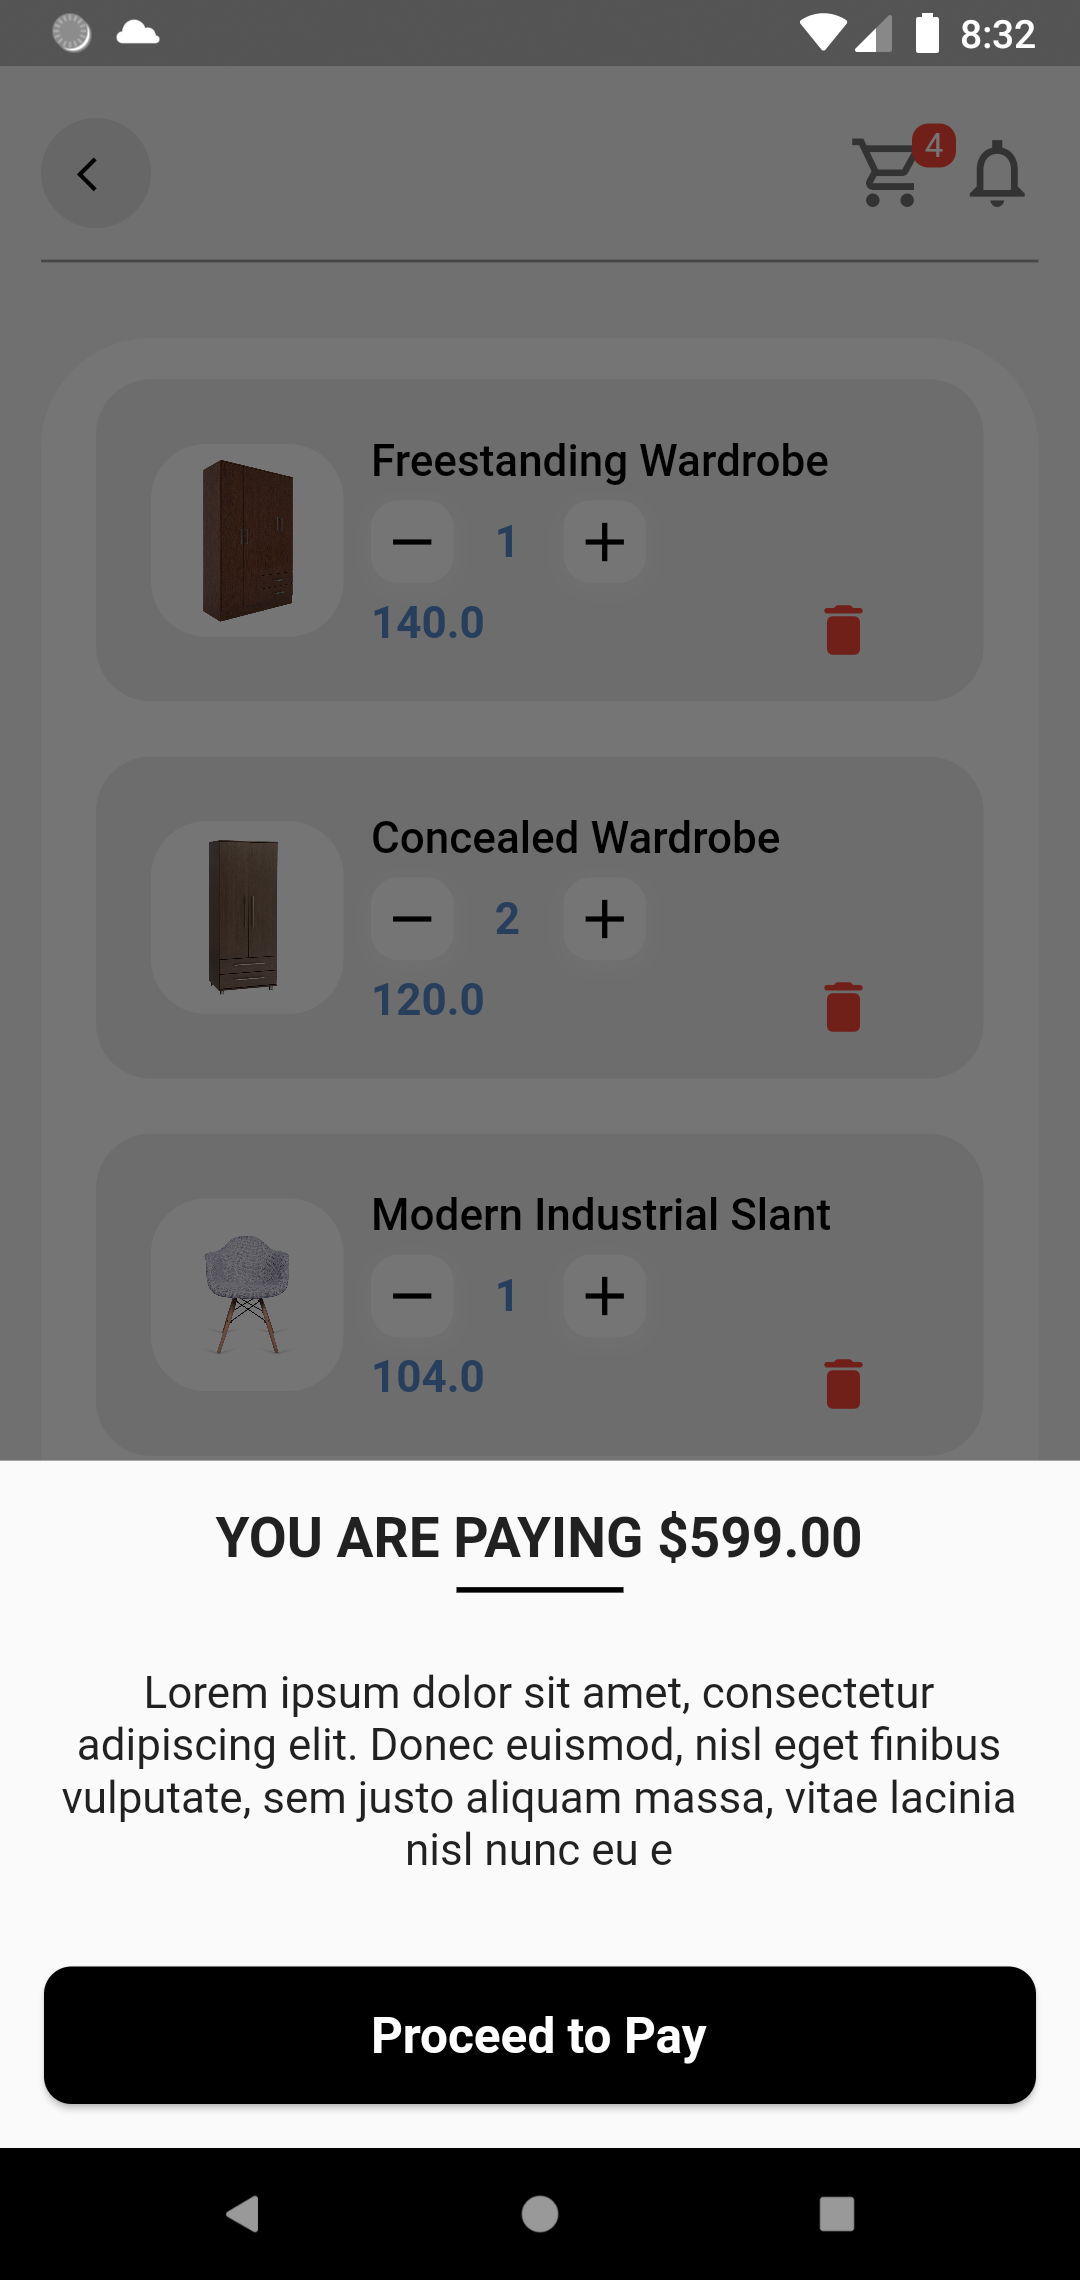 8:32
4
Freestanding Wardrobe
1
140.0
Concealed Wardrobe
2
120.0
Modern Industrial Slant
1
104.0
YOU ARE PAYING $599.00
Lorem ipsum dolor sit amet, consectetur
adipiscing elit. Donec euismod, nisl eget finibus
vulputate, sem justo aliquam massa, vitae lacinia
nisl nunc eu e
Proceed to Pay